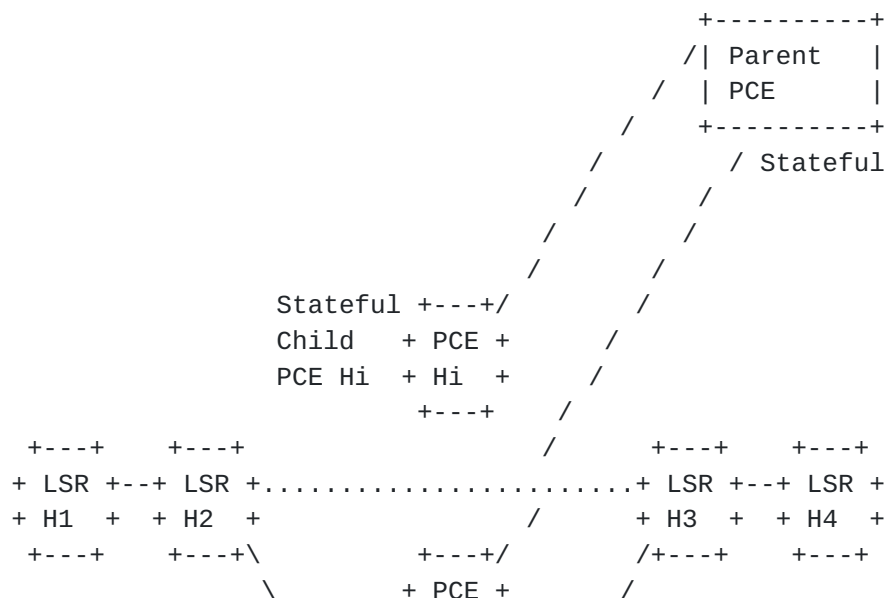 +----------+
/| Parent   |
/  | PCE      |
/    +----------+
/        / Stateful
/       /
/        /
/       /
Stateful +---+/        /
Child   + PCE +      /
PCE Hi  + Hi  +     /
+---+    /
+---+    +---+                   /      +---+    +---+
+ LSR +--+ LSR +........................+ LSR +--+ LSR +
+ H1  +  + H2  +                 /      + H3  +  + H4  +
+---+    +---+\          +---+/        /+---+    +---+
\        + PCE +       /